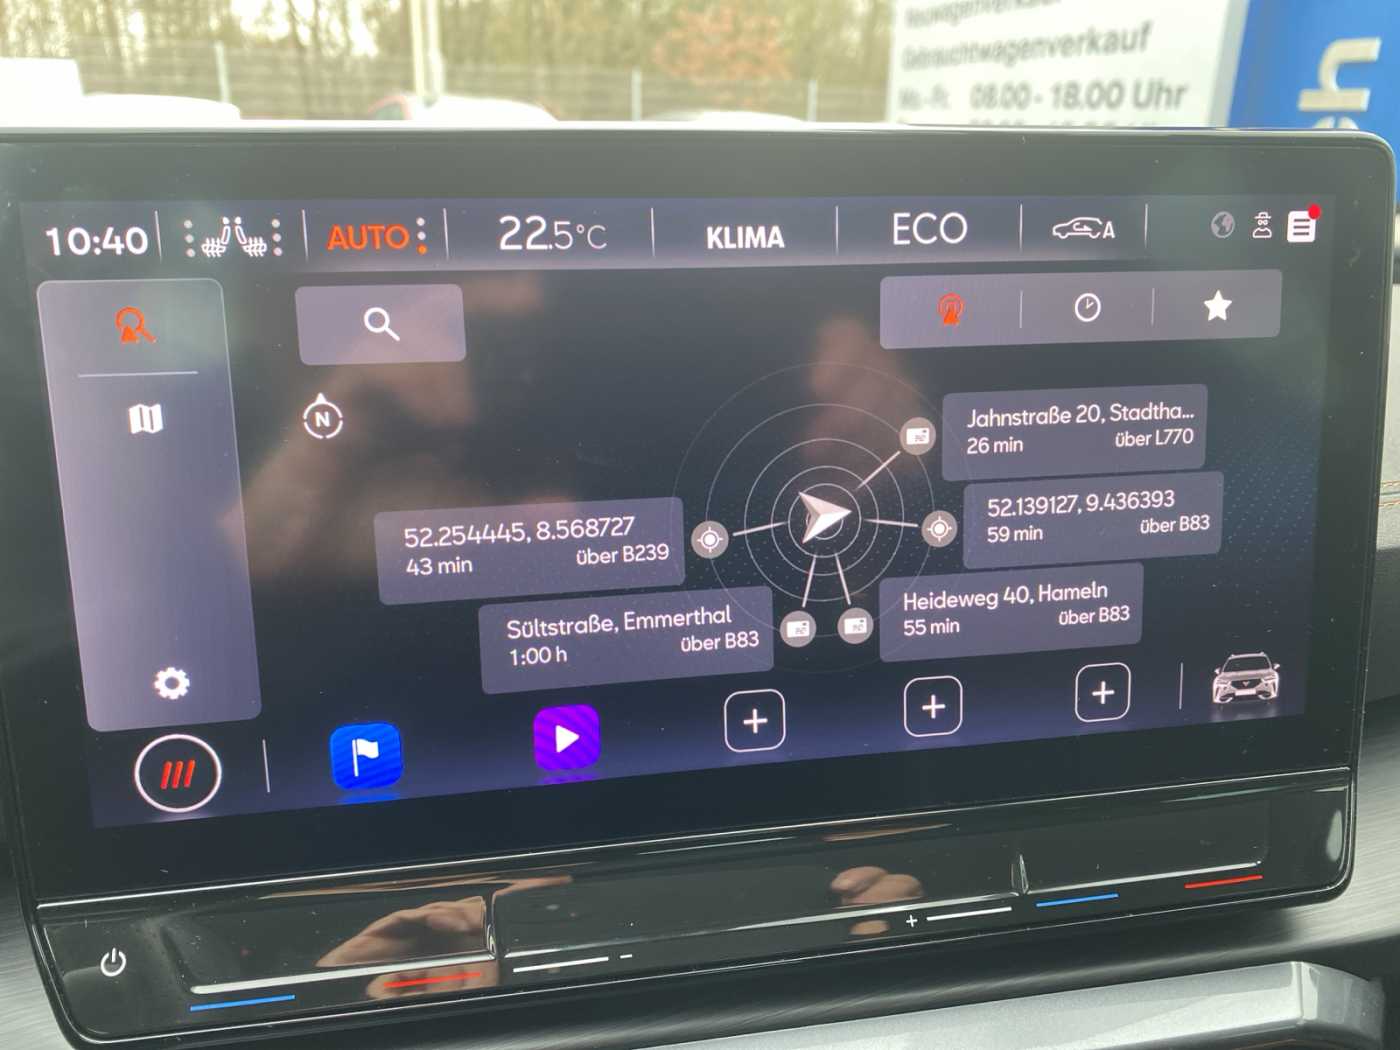 Neuwagenverkauf
Gebrauchtwagenverkauf
Mo.-Fr. 08.00 - 18.00 Uhr
10:40
AUTO
22.5°C
KLIMA
ECO
A
N
Jahnstraße 20, Stadtha...
26 min über L770
52.139127, 9.436393
59 min über B83
52.254445, 8.568727
43 min über B239
Heideweg 40, Hameln
55 min über B83
Sültstraße, Emmerthal
1:00 h über B83
+ + +
+ -